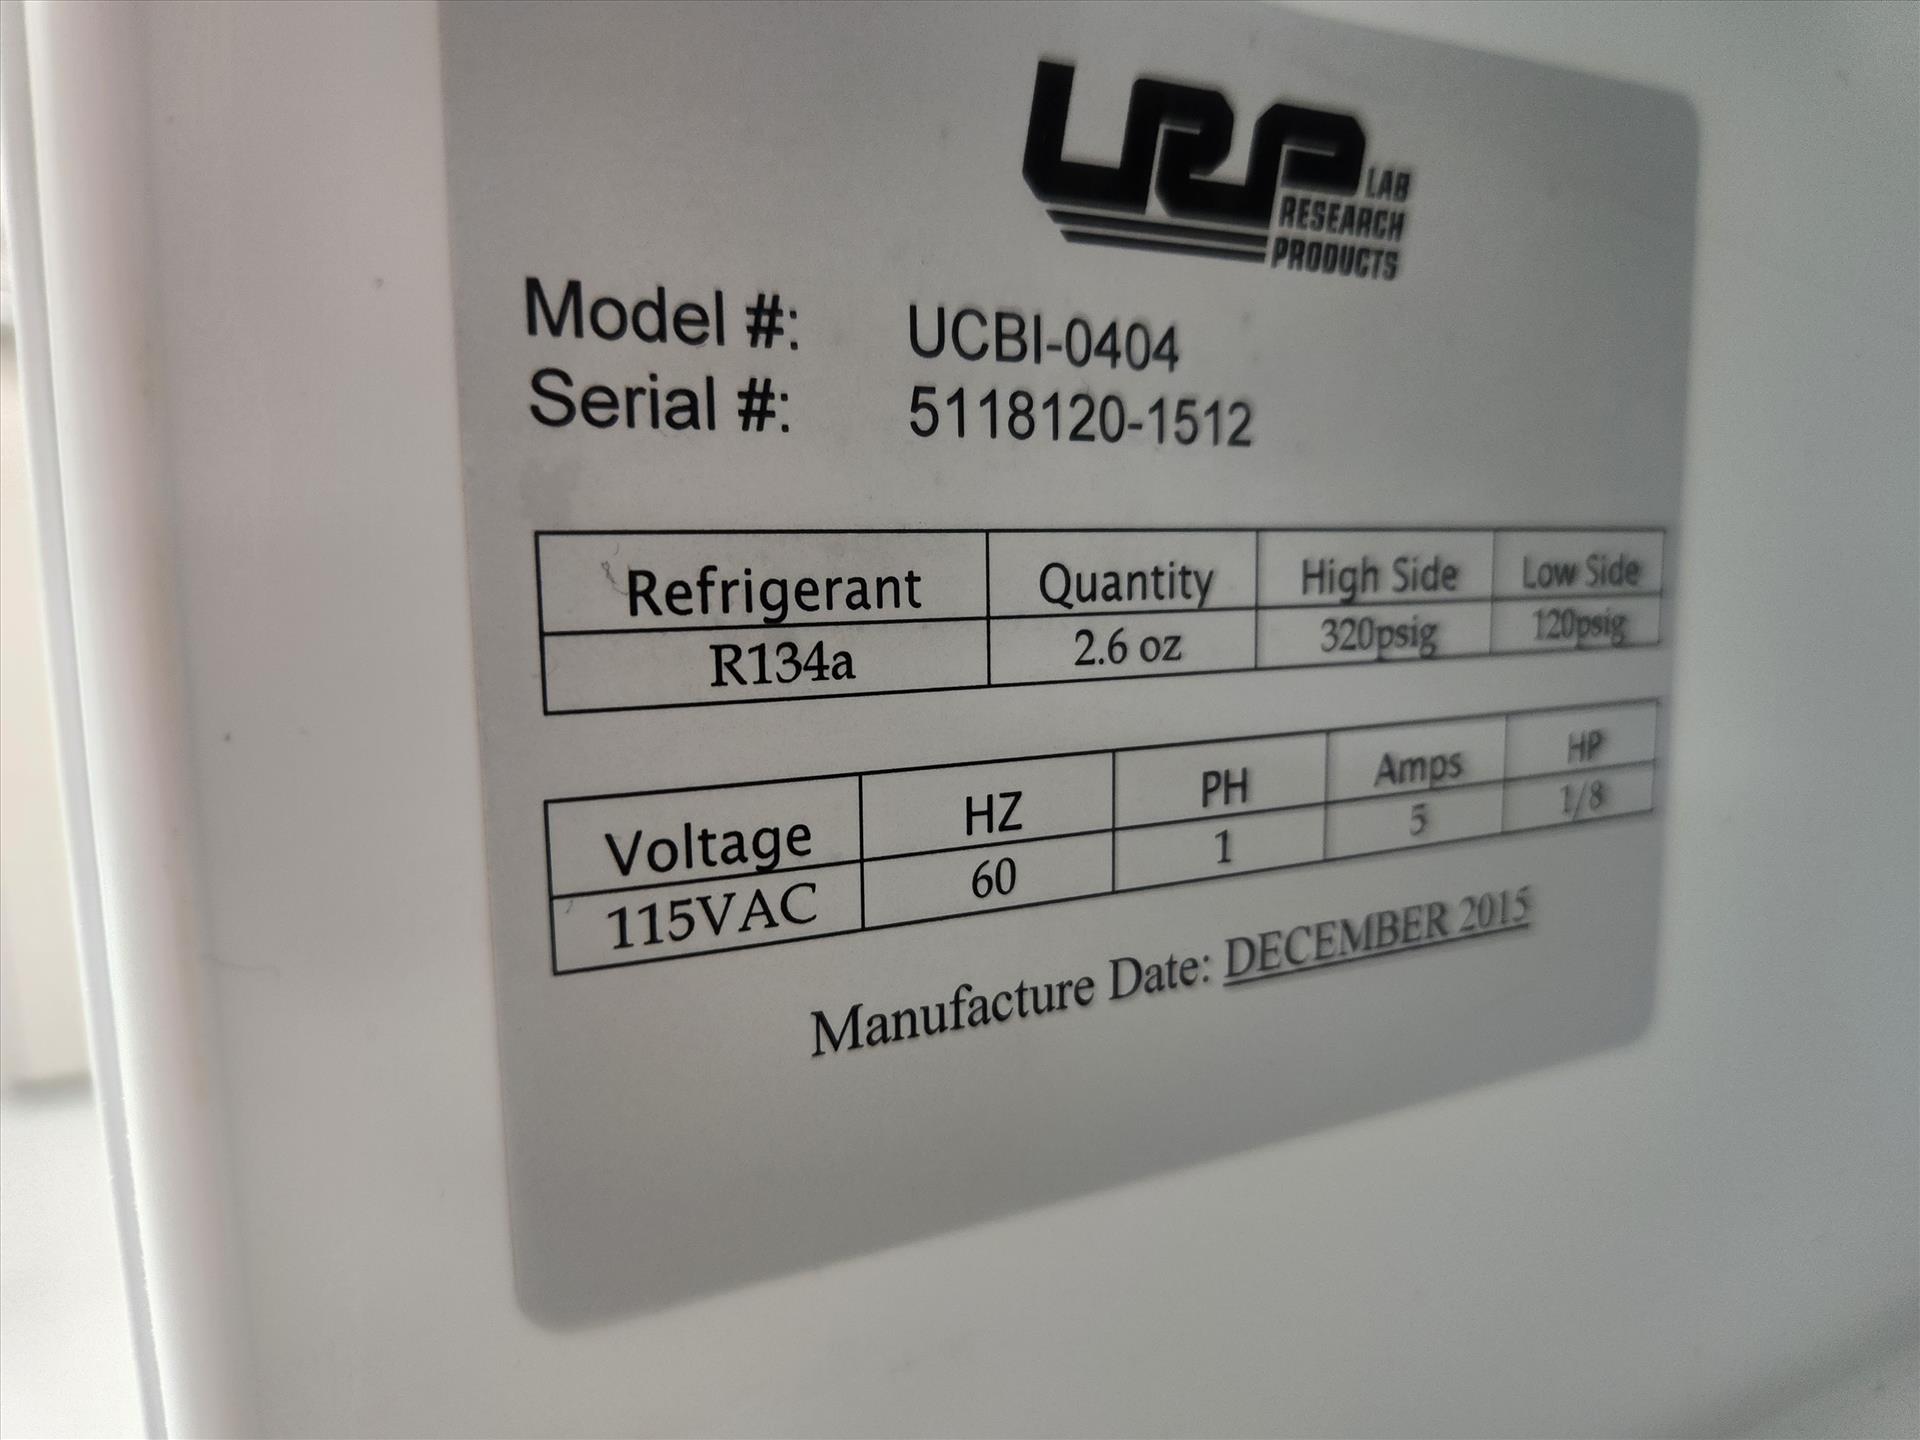 LRP LAB
RESEARCH
PRODUCTS
Model #: UCBI-0404
Serial #: 5118120-1512
Refrigerant Quantity High Side Low Side
R134a 2.6 oz 320psig 120psig
Voltage HZ PH Amps HP
115VAC 60 1 5 1/8
Manufacture Date: DECEMBER 2015